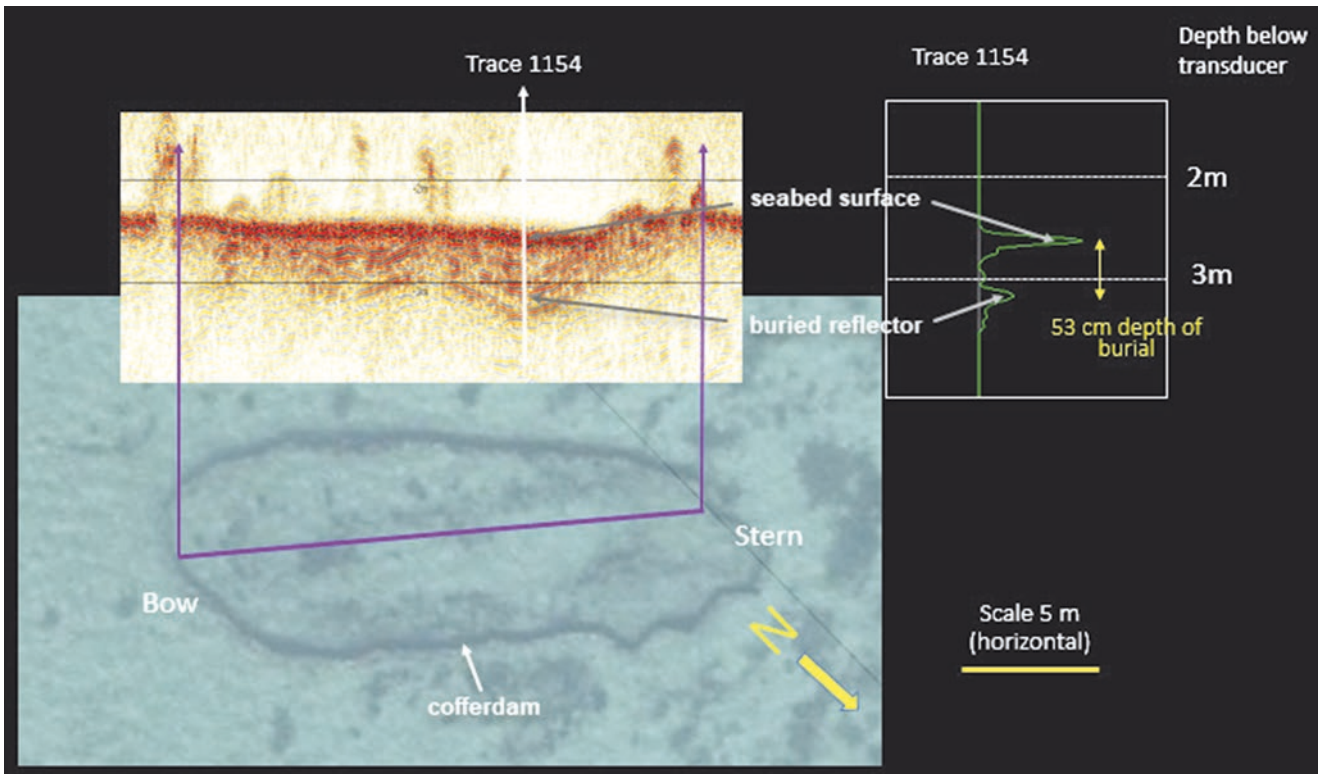 Trace 1154
Trace 1154
Depth below
transducer
2m
seabed surface
3m
buried reflector
53 cm depth of
burial
Stern
Bow
N
Scale 5 m
(horizontal)
cofferdam